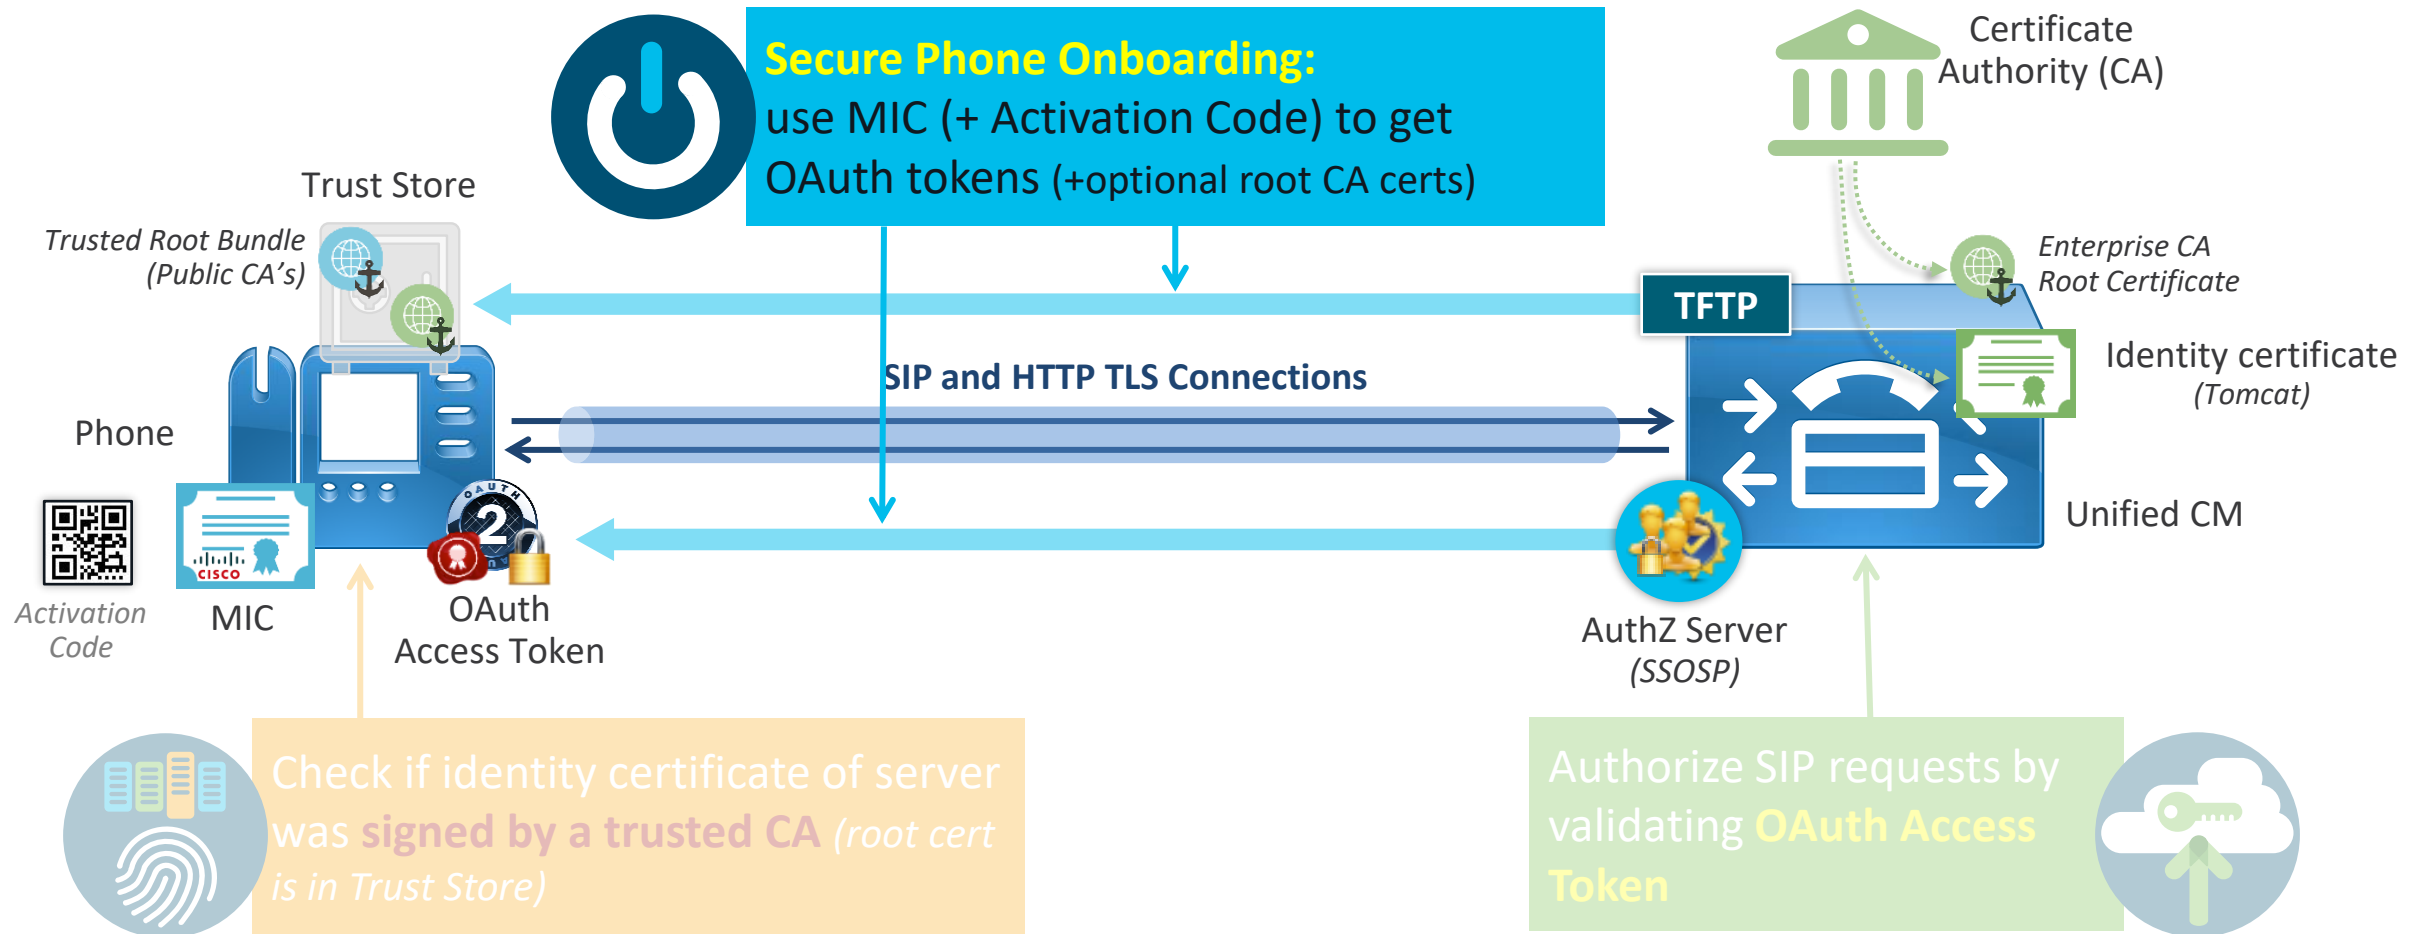 Secure Phone Onboarding:
use MIC (+ Activation Code) to get
OAuth tokens (+optional root CA certs)
Certificate
Authority (CA)
Trust Store
Trusted Root Bundle
(Public CA's)
Enterprise CA
Root Certificate
TFTP
Identity certificate
(Tomcat)
SIP and HTTP TLS Connections
Phone
Unified CM
OAUTH
2
CISCO
Activation
Code
MIC
OAuth
Access Token
AuthZ Server
(SSOSP)
Check if identity certificate of server
was signed by a trusted CA (root cert
is in Trust Store)
Authorize SIP requests by
validating OAuth Access
Token